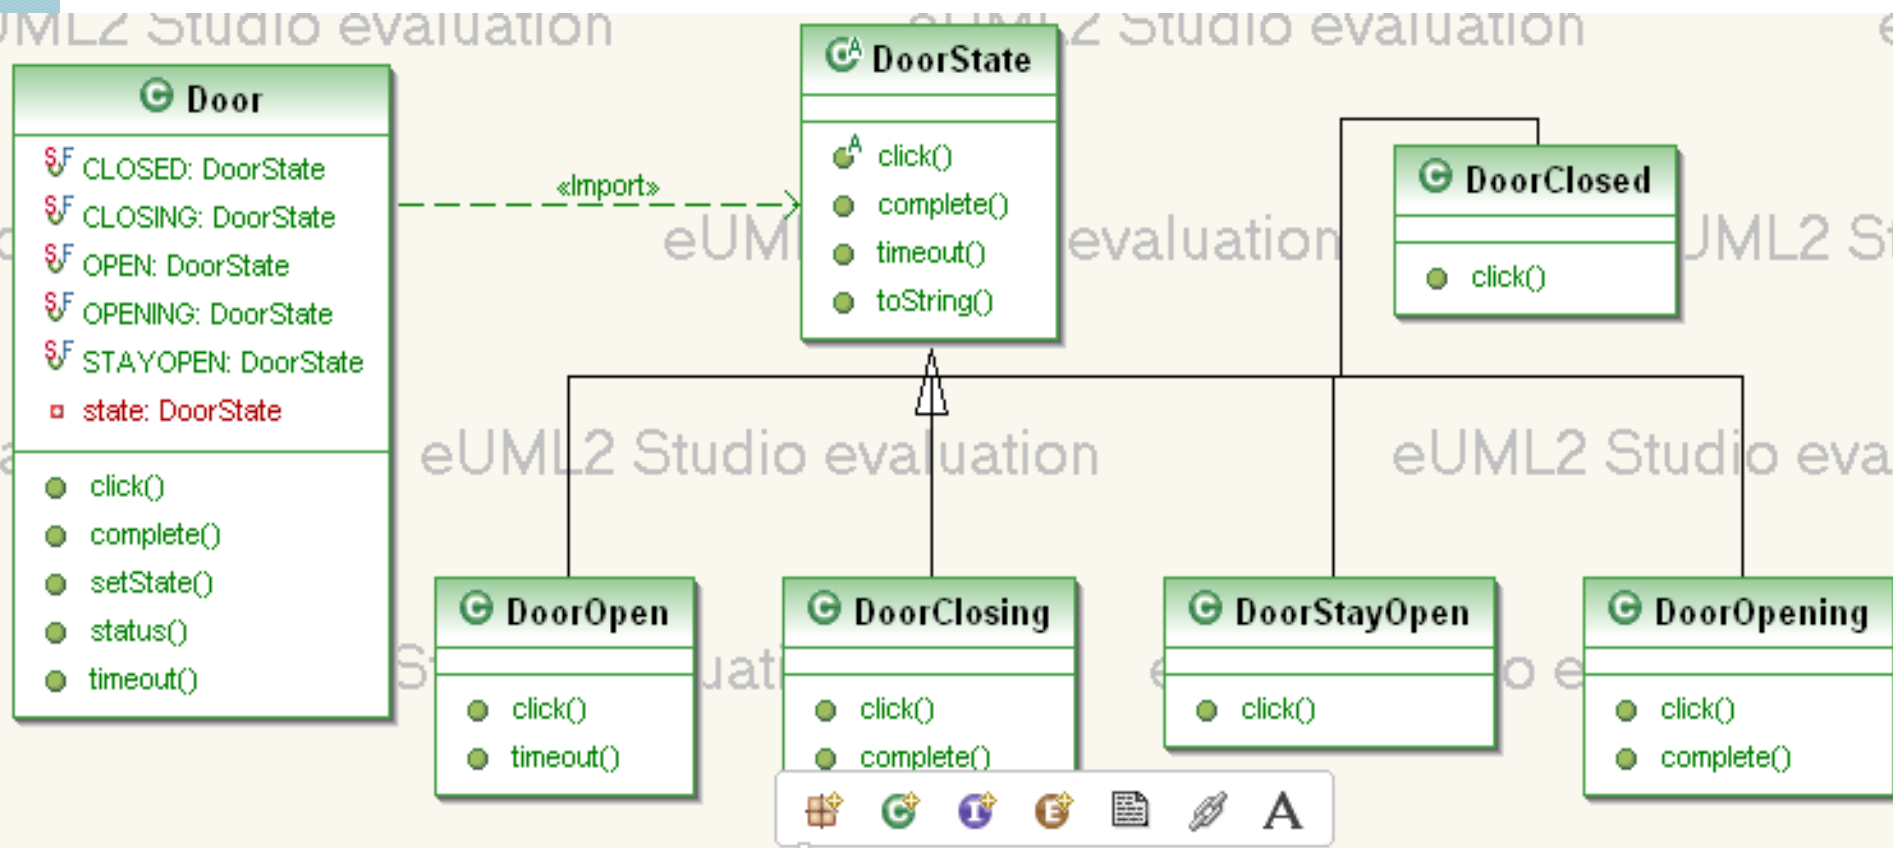 UML2 Studio evaluation
eUML2 Studio evaluation
Door
CLOSED: DoorState
CLOSING: DoorState
OPEN: DoorState
OPENING: DoorState
STAYOPEN: DoorState
state: DoorState
click()
complete()
setState()
status()
timeout()
«Import»
DoorState
click()
complete()
timeout()
toString()
eUML evaluation
DoorClosed
click()
UML2 St
eUML2 Studio evaluation
eUML2 Studio eva
DoorOpen
click()
timeout()
DoorClosing
click()
complete()
DoorStayOpen
click()
DoorOpening
click()
complete()
A